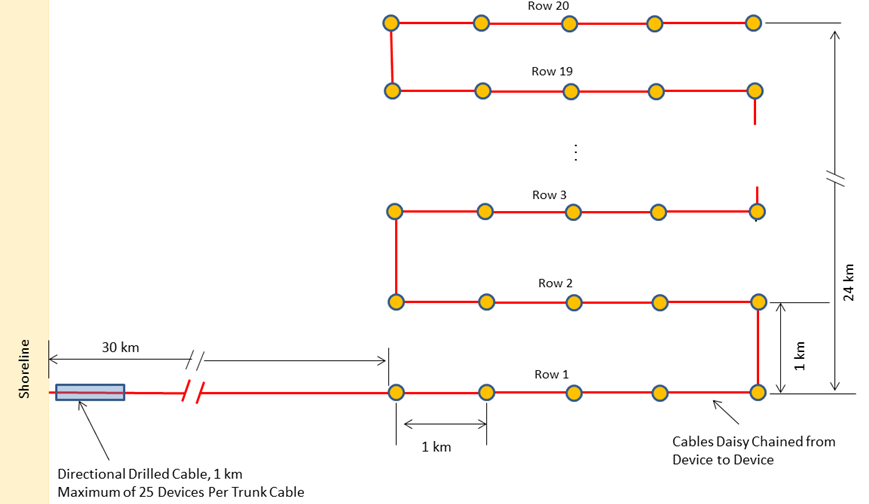 Row 20
Row 19
⋮
Row 3
Row 2
24 km
30 km
Shoreline
Row 1
1 km
1 km
Cables Daisy Chained from
Device to Device
Directional Drilled Cable, 1 km
Maximum of 25 Devices Per Trunk Cable